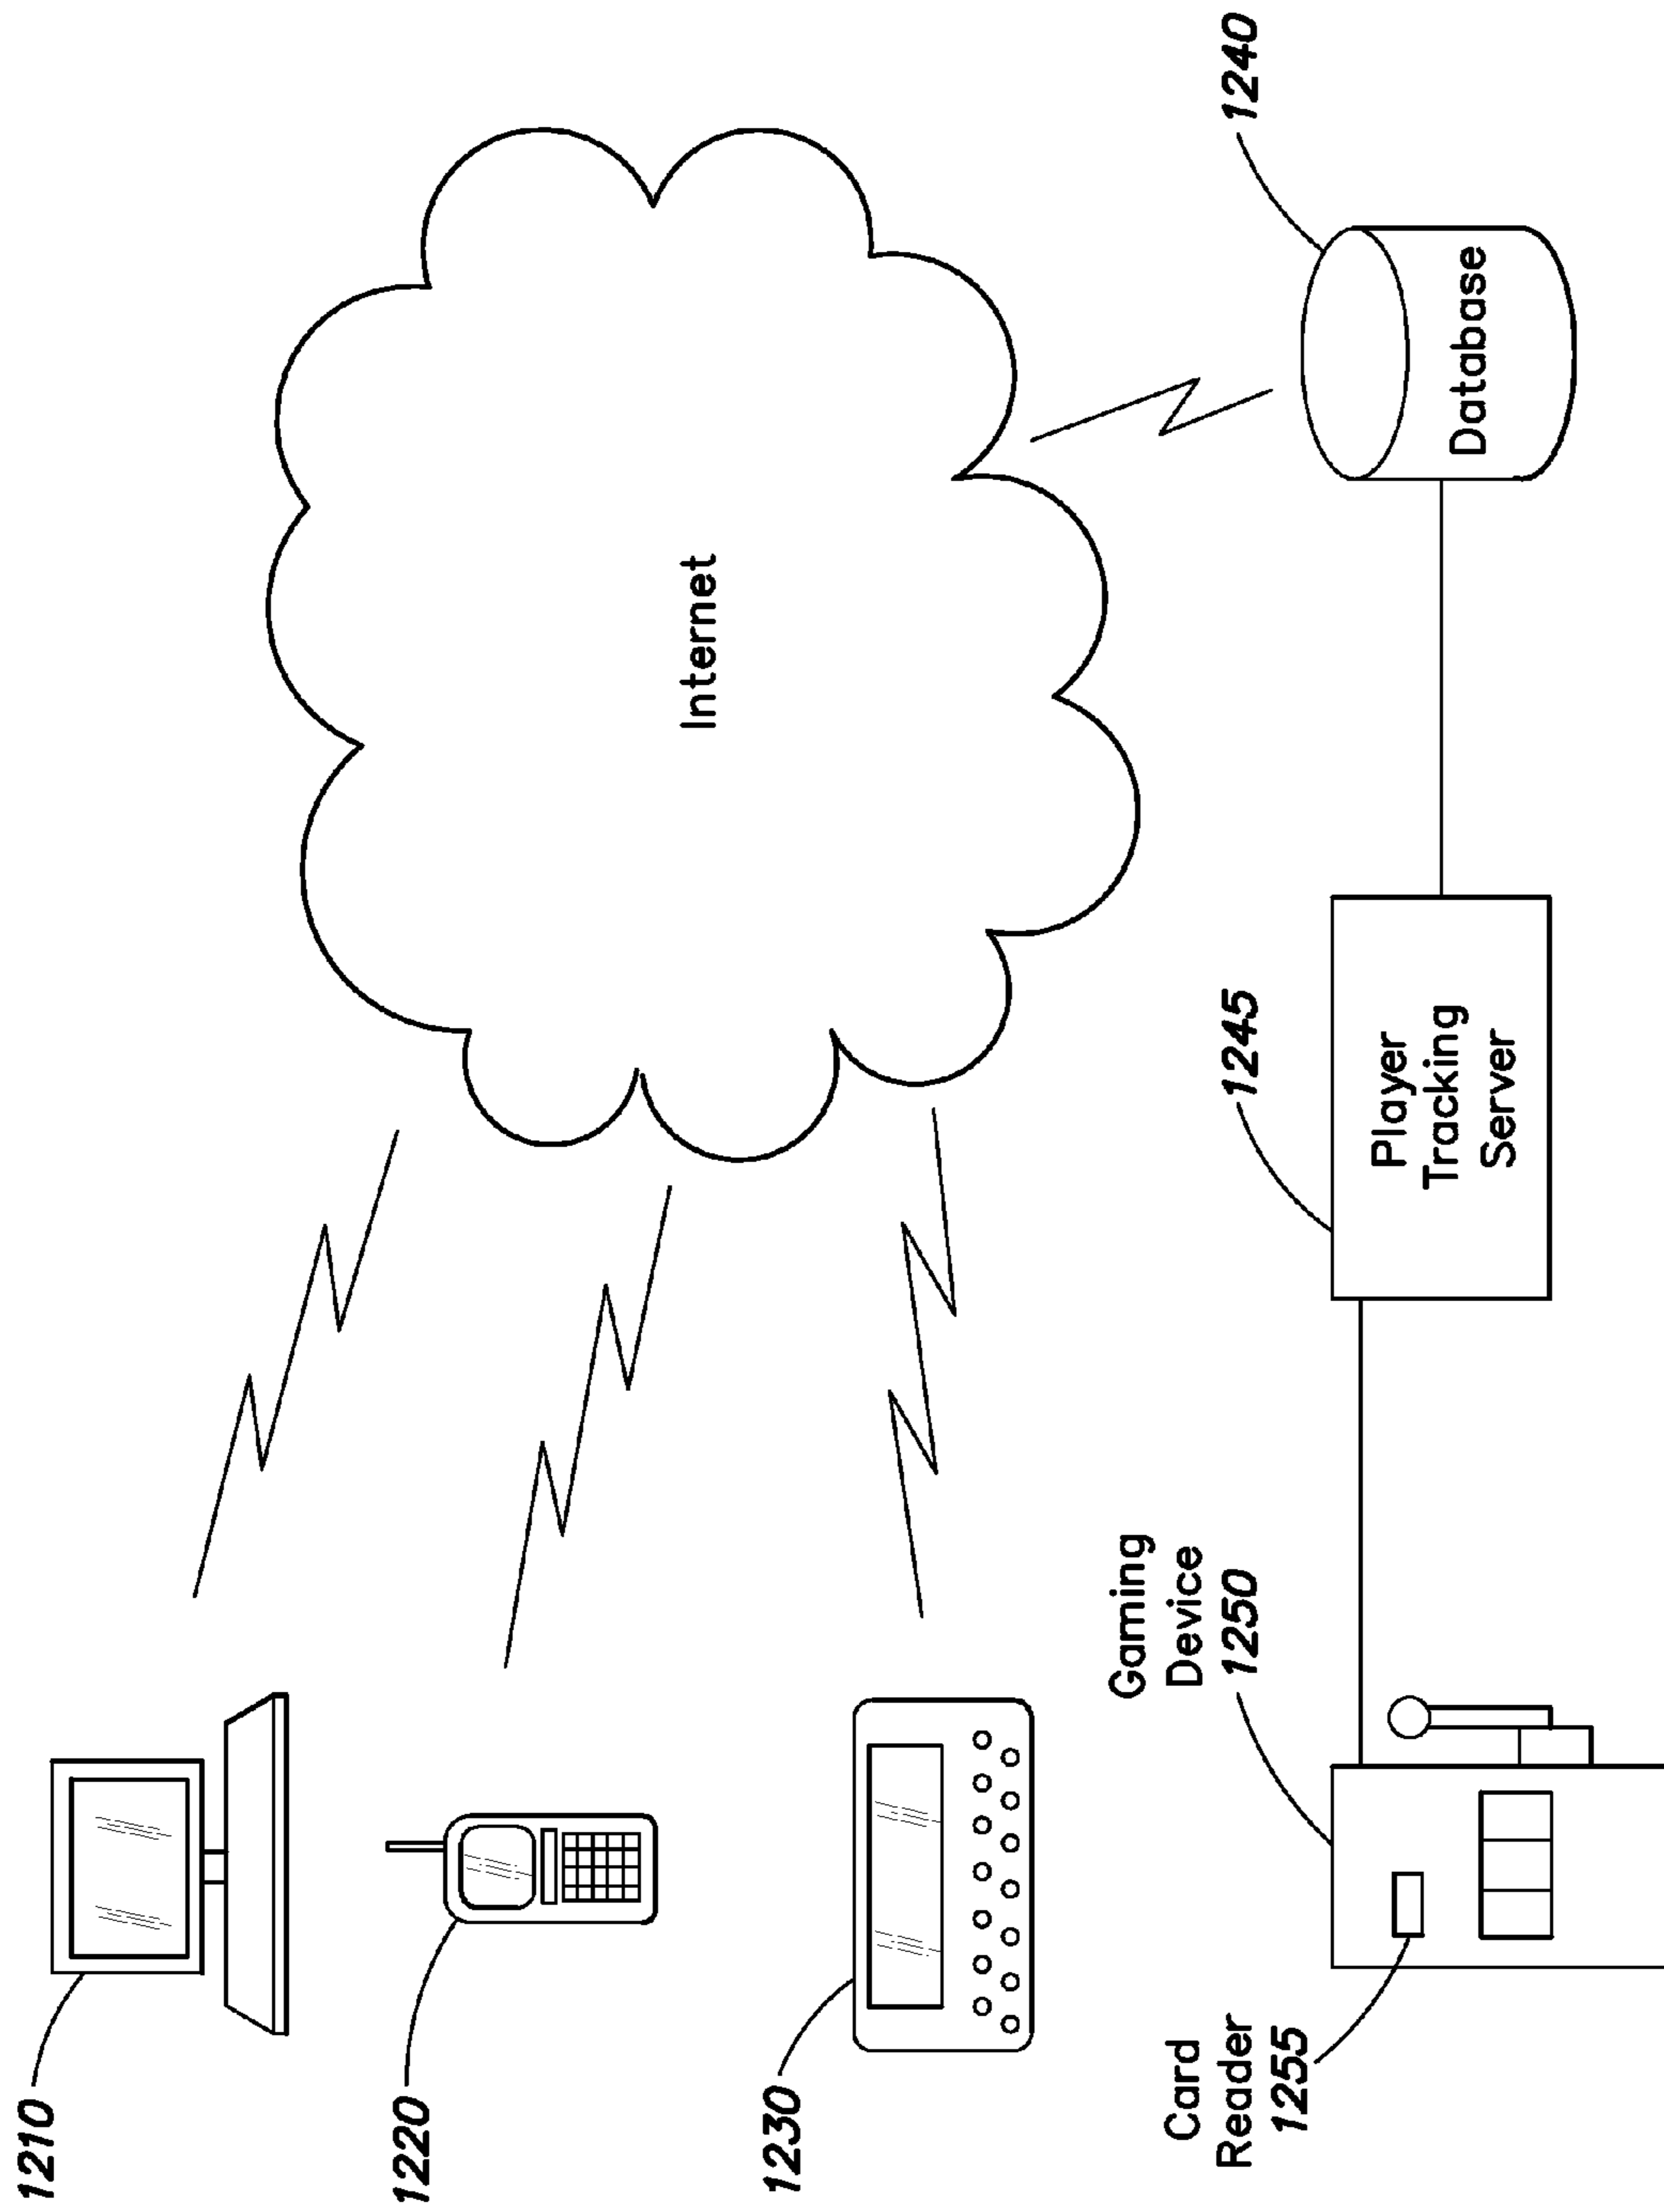 1210
1220
1230
Internet
Gaming
Device
1250
Card
Reader
1255
1245
Player
Tracking
Server
1240
Database